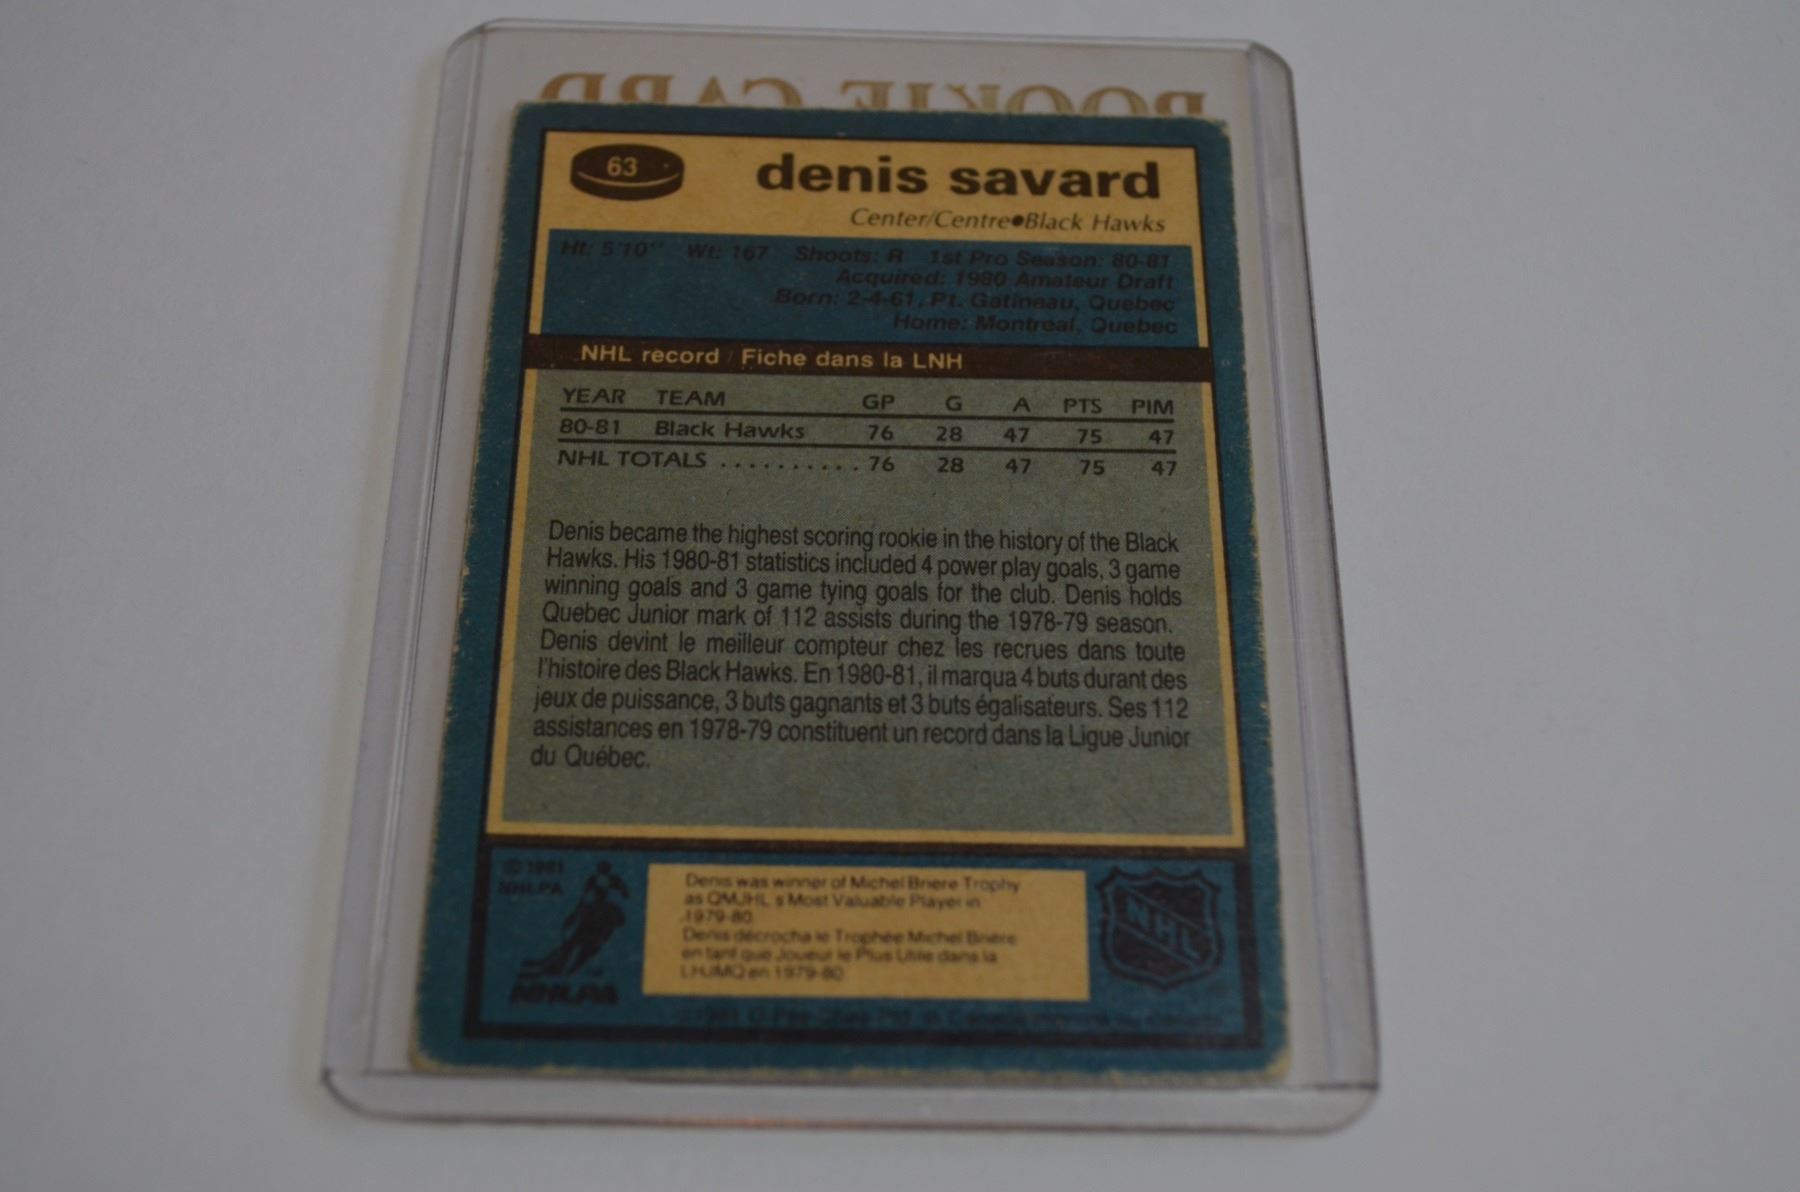 ROOKIE CARD
63
denis savard
Center/Centre●Black Hawks
Ht: 5'10" Wt: 167 Shoots: R 1st Pro Season: 80-81
Acquired: 1980 Amateur Draft
Born: 2-4-61, Pt. Gatineau, Quebec
Home: Montreal, Quebec
NHL record / Fiche dans la LNH
YEAR TEAM GP G A PTS PIM
80-81 Black Hawks 76 28 47 75 47
NHL TOTALS .......... 76 28 47 75 47
Denis became the highest scoring rookie in the history of the Black
Hawks. His 1980-81 statistics included 4 power play goals, 3 game
winning goals and 3 game tying goals for the club. Denis holds
Quebec Junior mark of 112 assists during the 1978-79 season.
Denis devint le meilleur compteur chez les recrues dans toute
l'histoire des Black Hawks. En 1980-81, il marqua 4 buts durant des
jeux de puissance, 3 buts gagnants et 3 buts égalisateurs. Ses 112
assistances en 1978-79 constituent un record dans la Ligue Junior
du Québec.
© 1981
NHLPA
NHLPA
Denis was winner of Michel Briere Trophy
as QMJHL s Most Valuable Player in
1979-80.
Denis décrocha le Trophée Michel Brière
en tant que Joueur le Plus Utile dans la
LHJMQ en 1979-80
NHL
© 1981 O-Pee-Chee